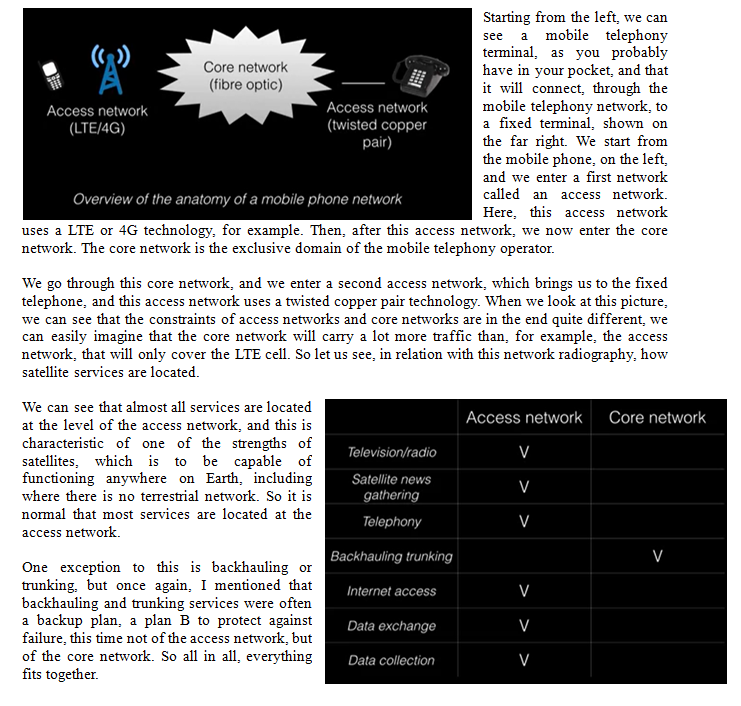 Core network
(fibre optic)
Access network
(LTE/4G)
Access network
(twisted copper
pair)
Overview of the anatomy of a mobile phone network
Starting from the left, we can
see a mobile telephony
terminal, as you probably
have in your pocket, and that
it will connect, through the
mobile telephony network, to
a fixed terminal, shown on
the far right. We start from
the mobile phone, on the left,
and we enter a first network
called an access network.
Here, this access network
uses a LTE or 4G technology, for example. Then, after this access network, we now enter the core
network. The core network is the exclusive domain of the mobile telephony operator.
We go through this core network, and we enter a second access network, which brings us to the fixed
telephone, and this access network uses a twisted copper pair technology. When we look at this picture,
we can see that the constraints of access networks and core networks are in the end quite different, we
can easily imagine that the core network will carry a lot more traffic than, for example, the access
network, that will only cover the LTE cell. So let us see, in relation with this network radiography, how
satellite services are located.
We can see that almost all services are located
at the level of the access network, and this is
characteristic of one of the strengths of
satellites, which is to be capable of
functioning anywhere on Earth, including
where there is no terrestrial network. So it is
normal that most services are located at the
access network.
One exception to this is backhauling or
trunking, but once again, I mentioned that
backhauling and trunking services were often
a backup plan, a plan B to protect against
failure, this time not of the access network, but
of the core network. So all in all, everything
fits together.
Access network Core network
Television/radio V
Satellite news
gathering V
Telephony V
Backhauling trunking V
Internet access V
Data exchange V
Data collection V